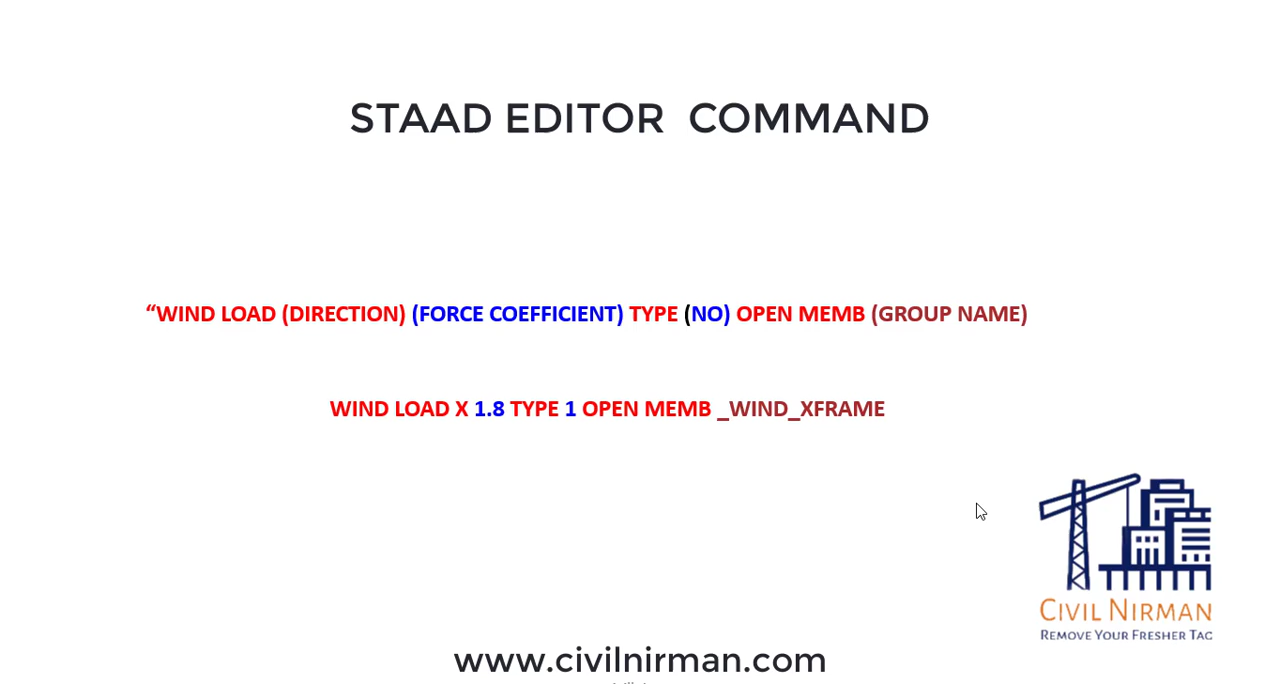 STAAD EDITOR COMMAND
“WIND LOAD (DIRECTION) (FORCE COEFFICIENT) TYPE (NO) OPEN MEMB (GROUP NAME)
WIND LOAD X 1.8 TYPE 1 OPEN MEMB _WIND_XFRAME
CIVIL NIRMAN
REMOVE YOUR FRESHER TAG
www.civilnirman.com